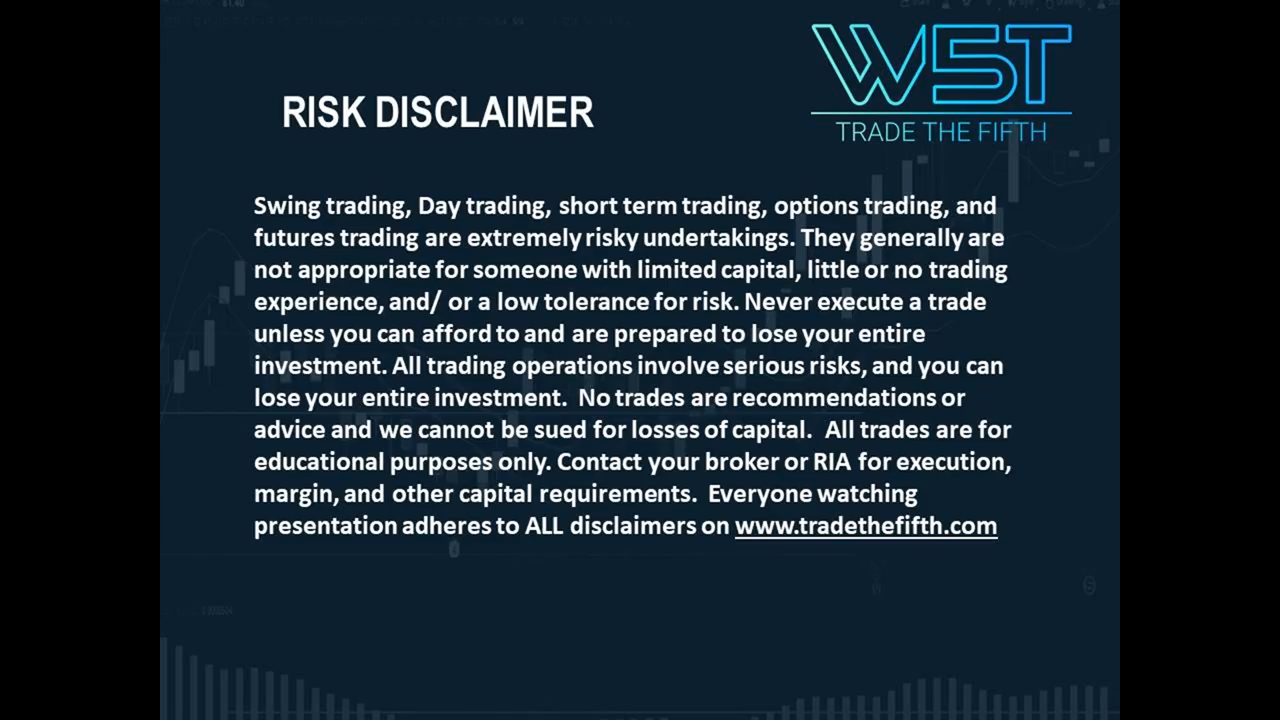 W5T
TRADE THE FIFTH
RISK DISCLAIMER
Swing trading, Day trading, short term trading, options trading, and
futures trading are extremely risky undertakings. They generally are
not appropriate for someone with limited capital, little or no trading
experience, and/ or a low tolerance for risk. Never execute a trade
unless you can afford to and are prepared to lose your entire
investment. All trading operations involve serious risks, and you can
lose your entire investment.  No trades are recommendations or
advice and we cannot be sued for losses of capital.  All trades are for
educational purposes only. Contact your broker or RIA for execution,
margin, and other capital requirements.  Everyone watching
presentation adheres to ALL disclaimers on www.tradethefifth.com